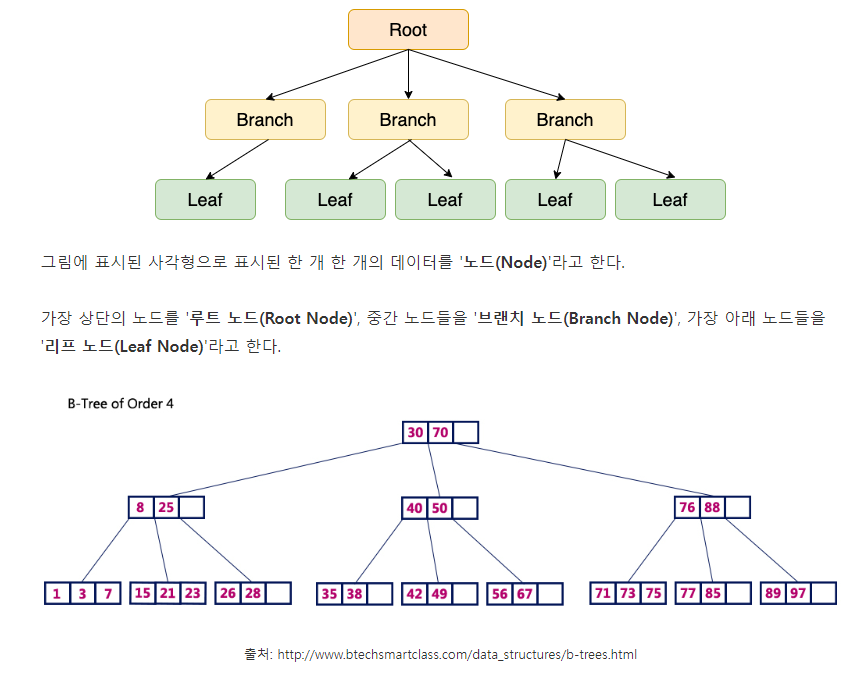 Root
Branch Branch Branch
Leaf Leaf Leaf Leaf Leaf
그림에 표시된 사각형으로 표시된 한 개 한 개의 데이터를 '노드(Node)'라고 한다.
가장 상단의 노드를 '루트 노드(Root Node)', 중간 노드들을 '브랜치 노드(Branch Node)', 가장 아래 노드들을
'리프 노드(Leaf Node)'라고 한다.
B-Tree of Order 4
30 70
8 25 40 50 76 88
1 3 7 15 21 23 26 28 35 38 42 49 56 67 71 73 75 77 85 89 97
출처: http://www.btechsmartclass.com/data_structures/b-trees.html